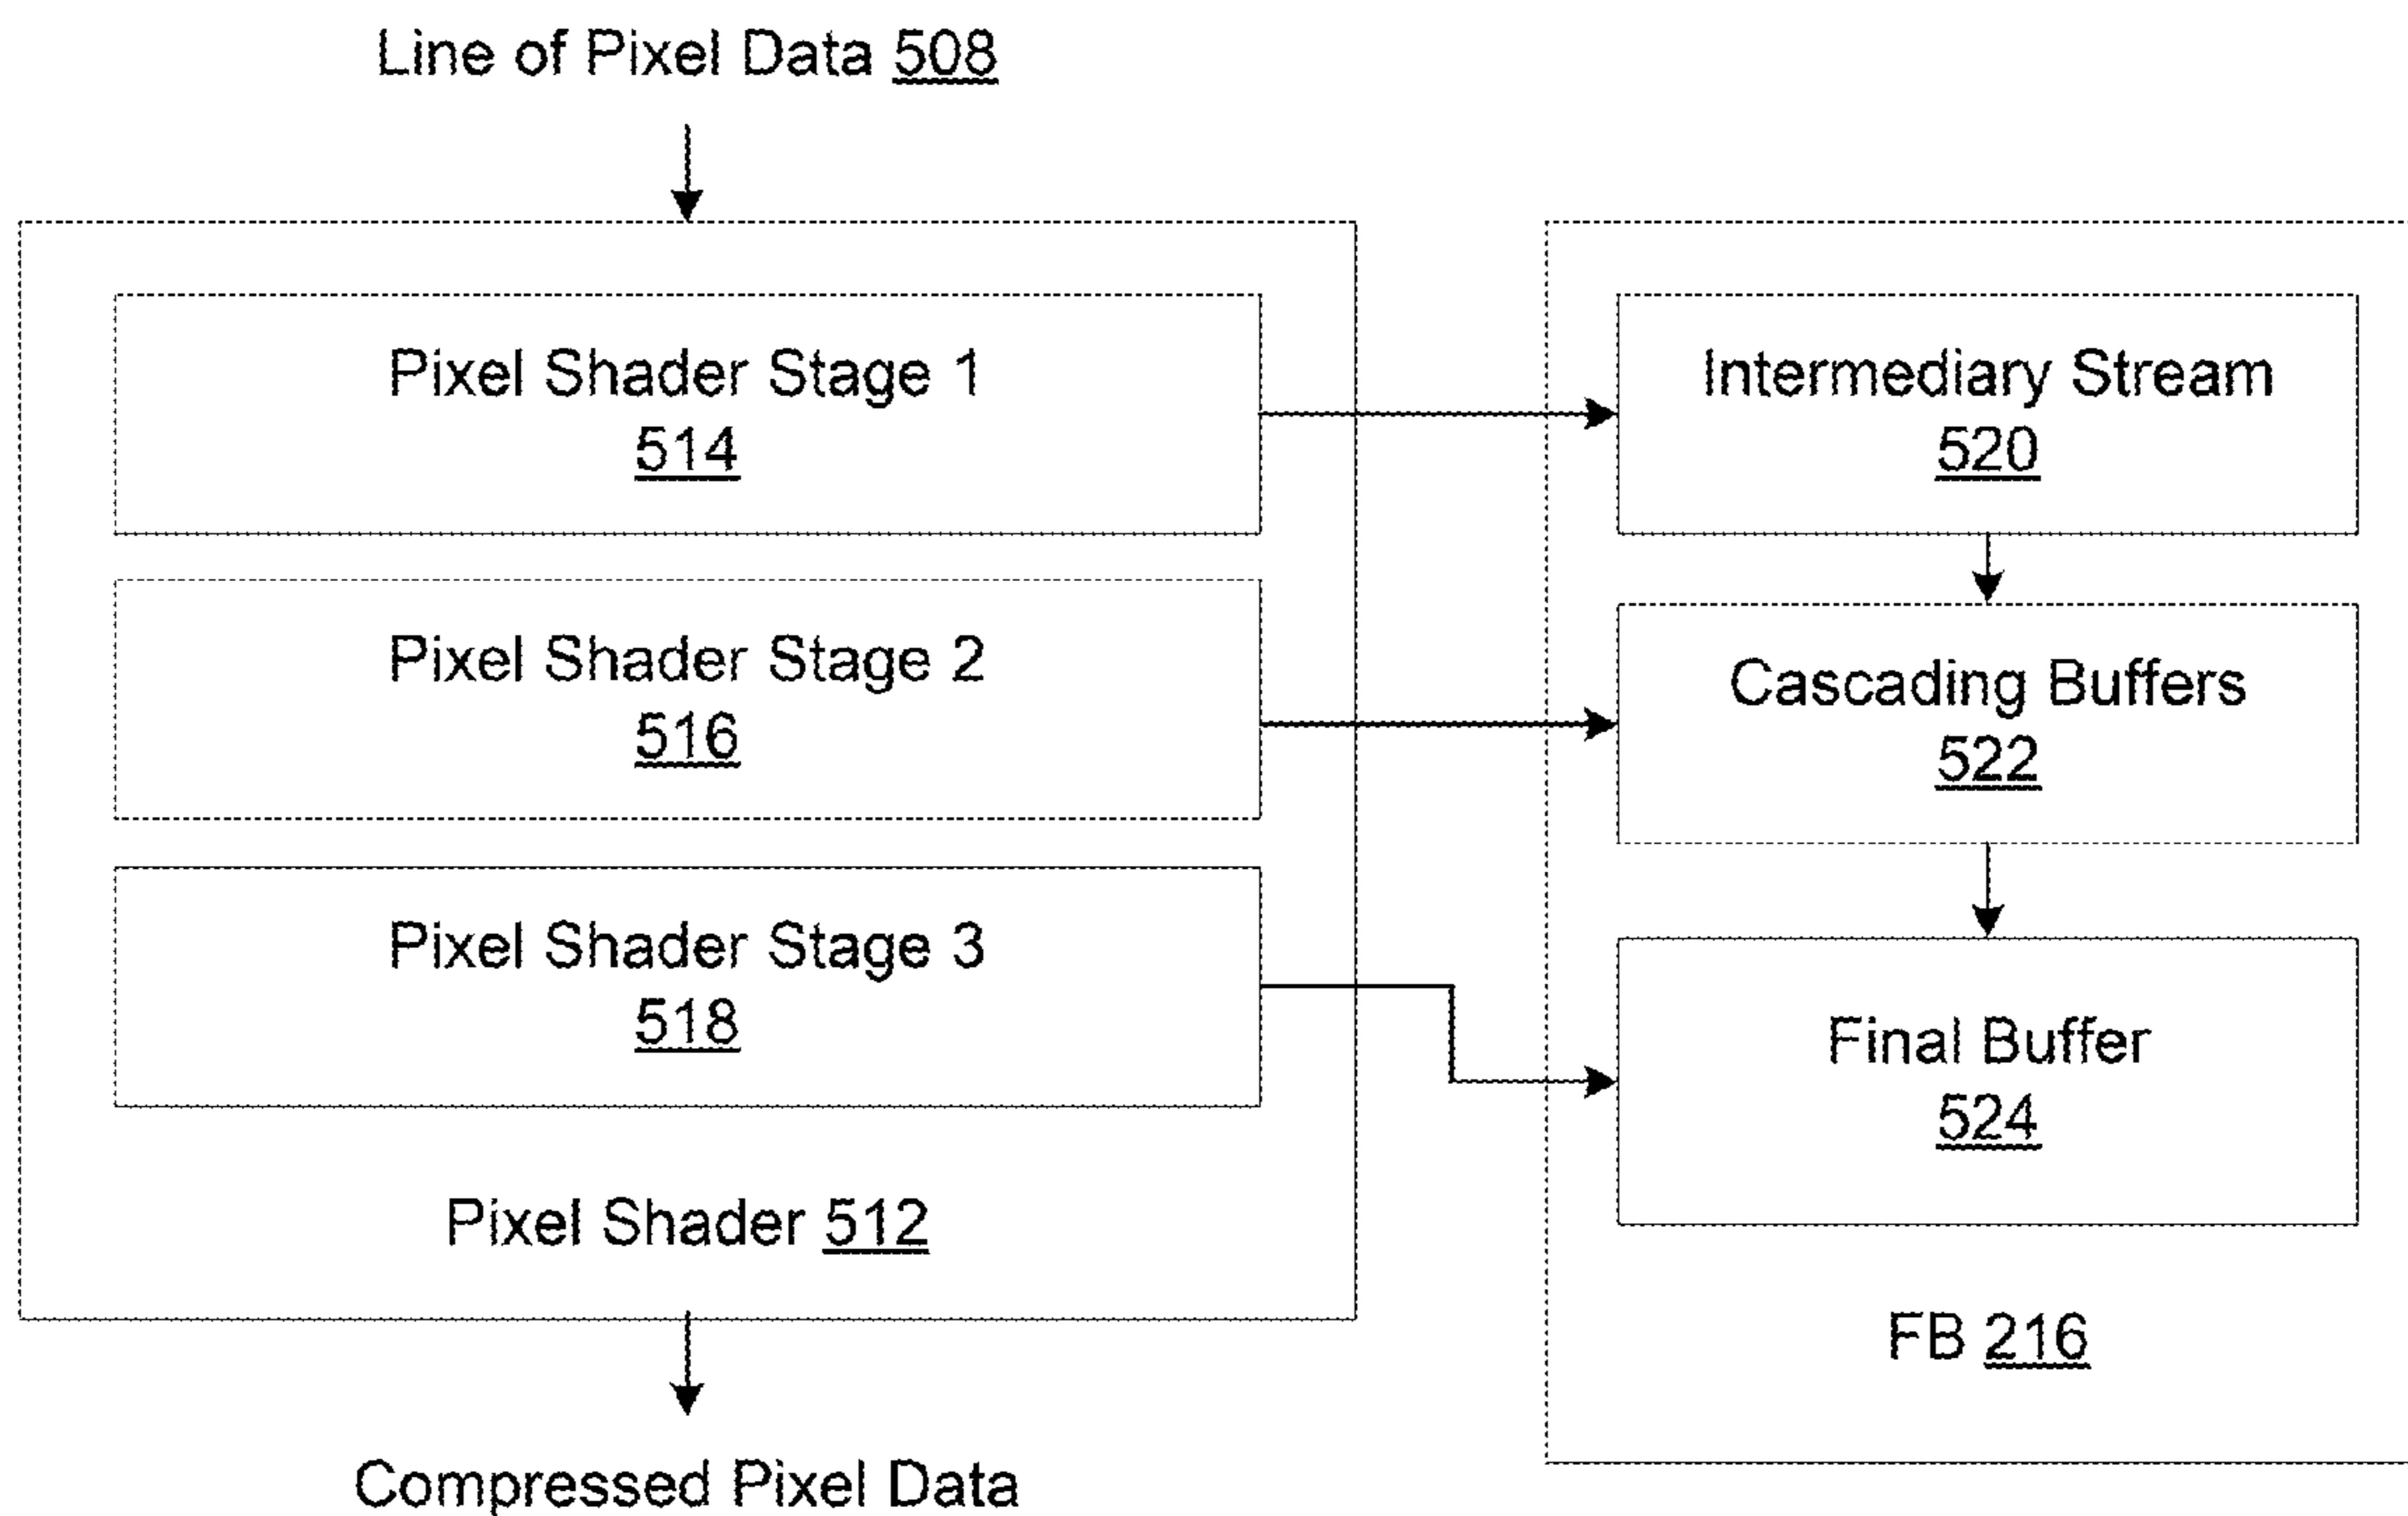 Line of Pixel Data 508
Pixel Shader Stage 1
514
Pixel Shader Stage 2
516
Pixel Shader Stage 3
518
Pixel Shader 512
Compressed Pixel Data
Intermediary Stream
520
Cascading Buffers
522
Final Buffer
524
FB 216